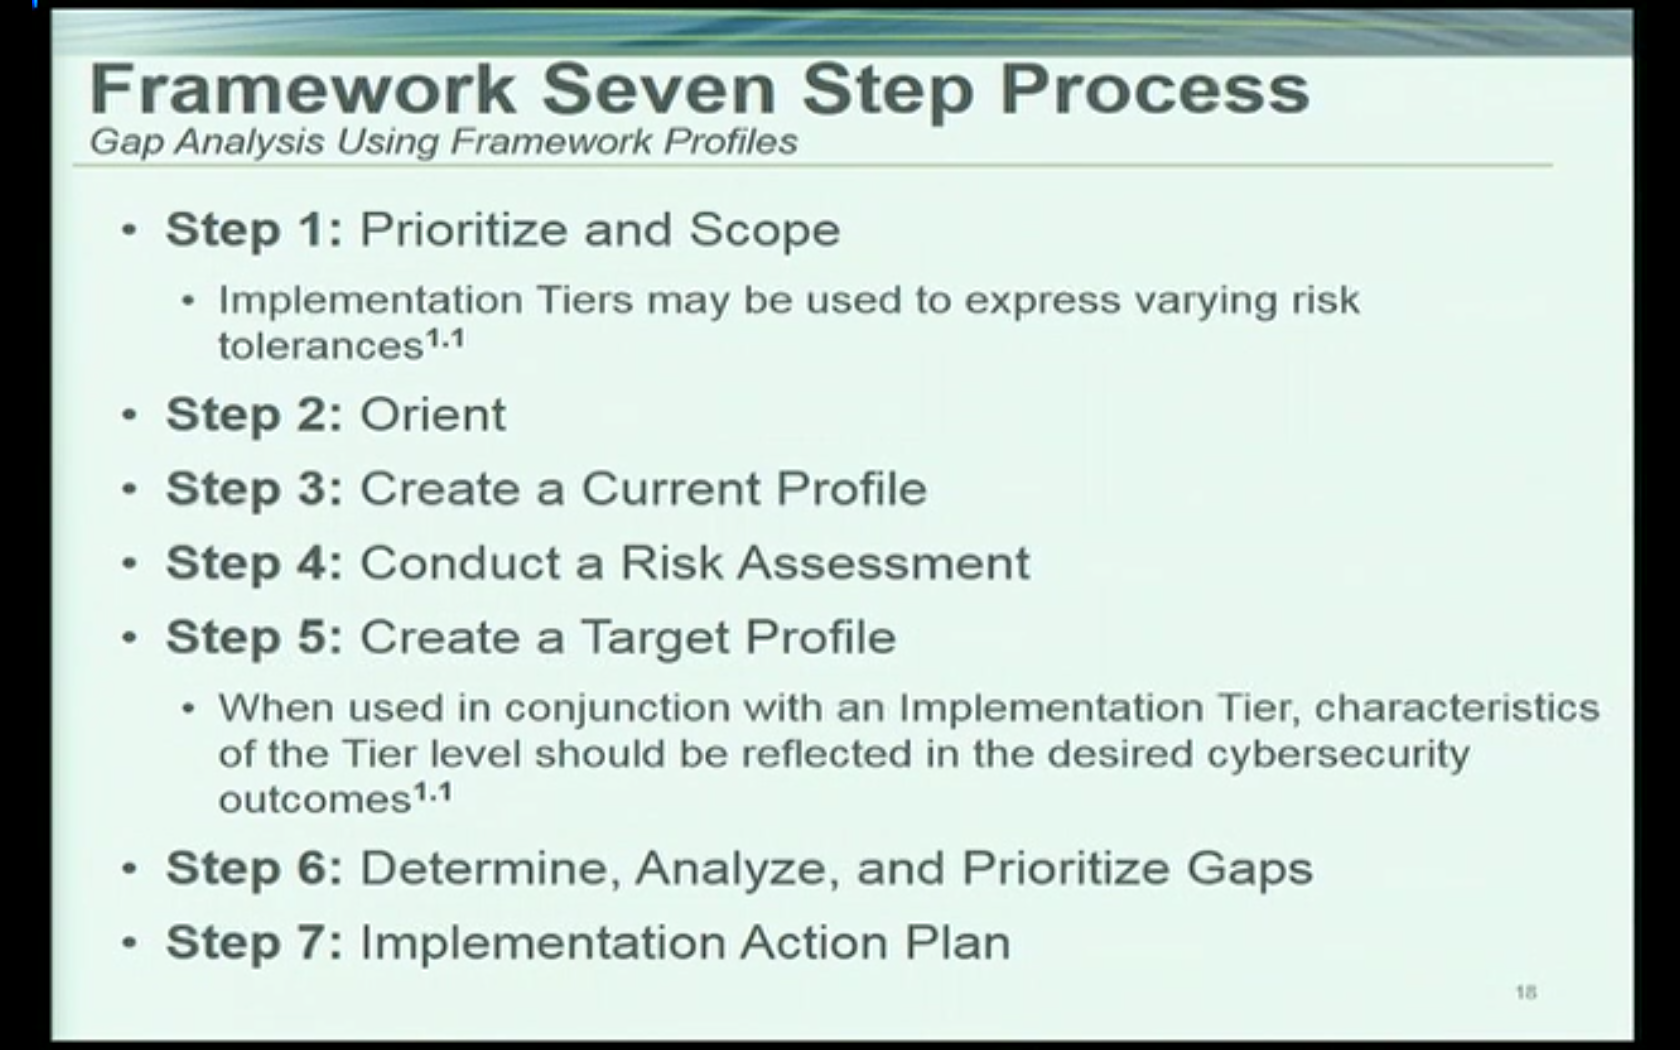 Framework Seven Step Process
Gap Analysis Using Framework Profiles
• Step 1: Prioritize and Scope
• Implementation Tiers may be used to express varying risk
tolerances1.1
• Step 2: Orient
• Step 3: Create a Current Profile
• Step 4: Conduct a Risk Assessment
• Step 5: Create a Target Profile
• When used in conjunction with an Implementation Tier, characteristics
of the Tier level should be reflected in the desired cybersecurity
outcomes1.1
• Step 6: Determine, Analyze, and Prioritize Gaps
• Step 7: Implementation Action Plan
18